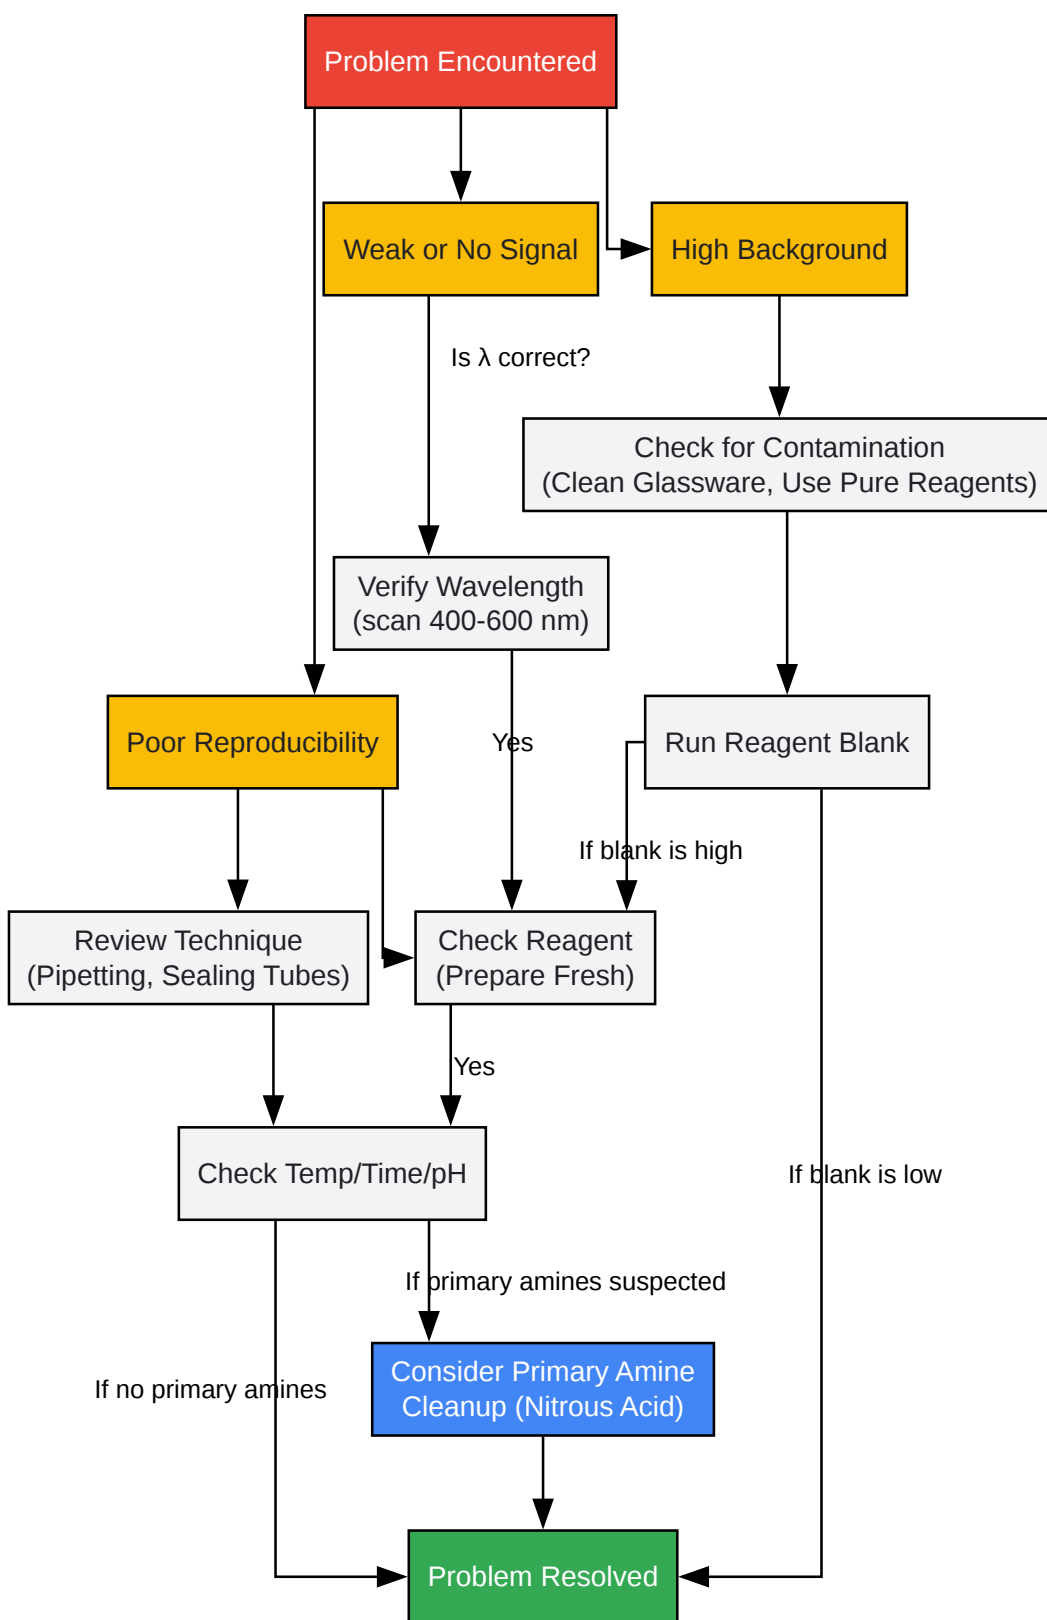 Problem Encountered
Weak or No Signal
High Background
Is λ correct?
Check for Contamination
(Clean Glassware, Use Pure Reagents)
Verify Wavelength
(scan 400-600 nm)
Poor Reproducibility
Yes
Run Reagent Blank
If blank is high
Review Technique
(Pipetting, Sealing Tubes)
Check Reagent
(Prepare Fresh)
Yes
Check Temp/Time/pH
If blank is low
If primary amines suspected
If no primary amines
Consider Primary Amine
Cleanup (Nitrous Acid)
Problem Resolved